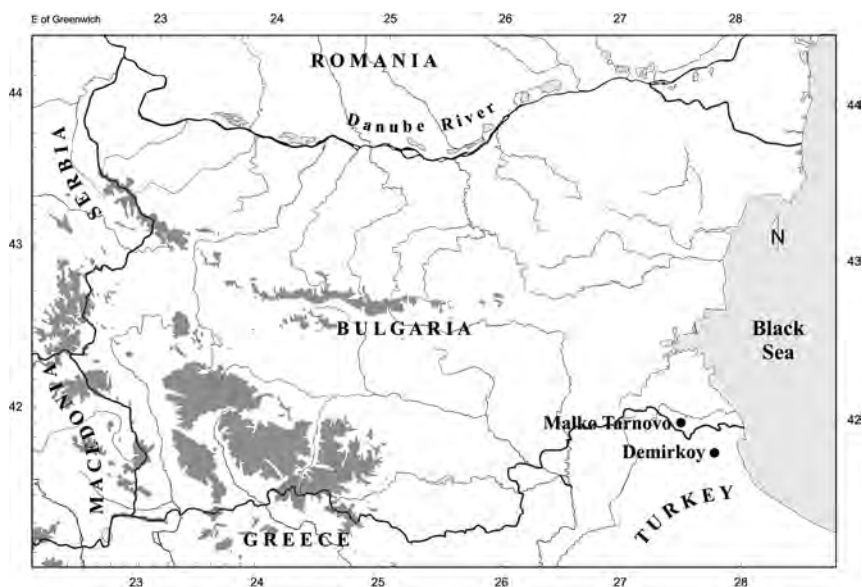 E of Greenwich 23 24 25 26 27 28
ROMANIA
44 44
Danube River
SERBIA
43 43
N
BULGARIA
Black
Sea
MACEDONIA
42 42
Malko Tarnovo
Demirkoy
TURKEY
GREECE
23 24 25 26 27 28